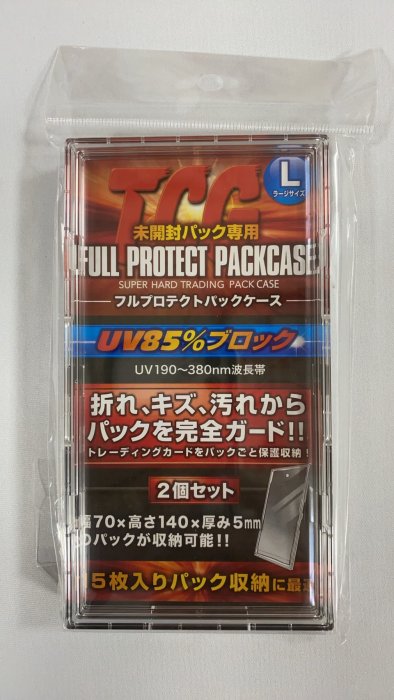 TCG
L
ラージサイズ
未開封パック専用
FULL PROTECT PACKCASE
SUPER HARD TRADING PACK CASE
フルプロテクトパックケース
UV85%ブロック
UV190～380nm波長帯
折れ、キズ、汚れから
パックを完全ガード!!
トレーディングカードをパックごと保護収納!
2個セット
幅70×高さ140×厚み5mm
のパックが収納可能!!
5枚入りパック収納に最